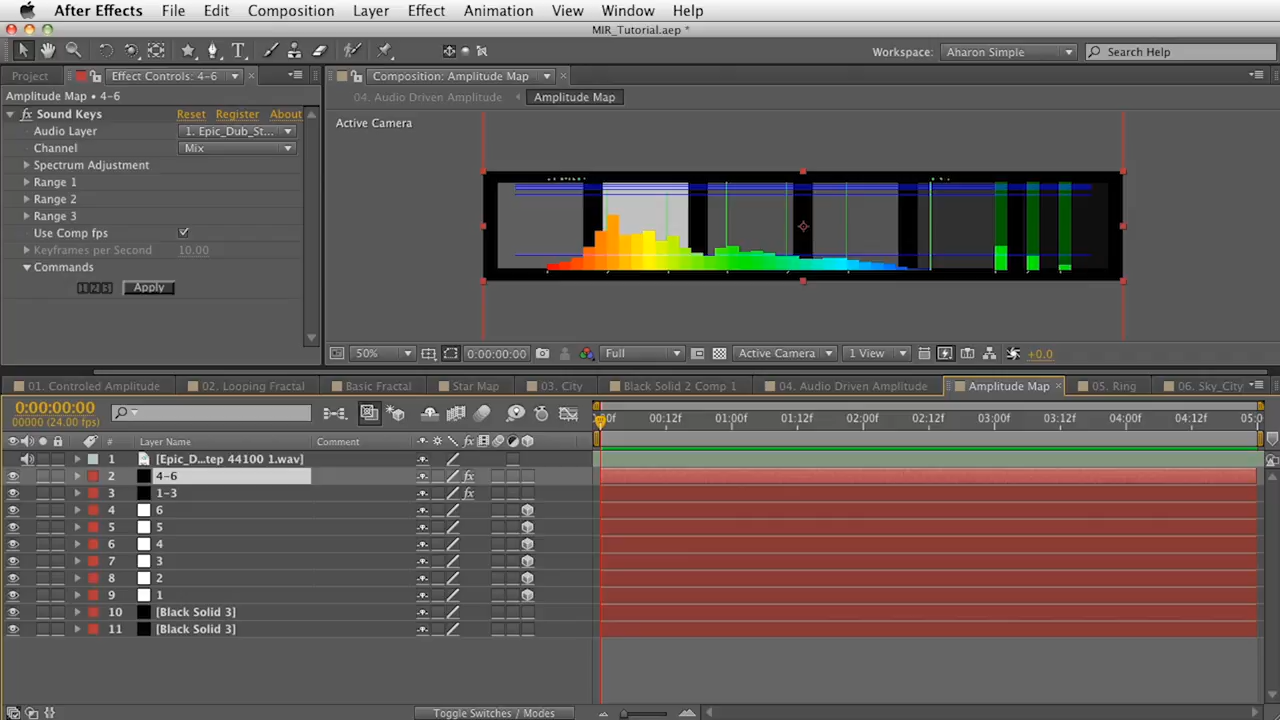 After Effects File Edit Composition Layer Effect Animation View Window Help
MIR_Tutorial.aep *
Workspace: Aharon Simple Search Help
Project Effect Controls: 4-6 Composition: Amplitude Map
Amplitude Map • 4-6 04. Audio Driven Amplitude Amplitude Map
fx Sound Keys Reset Register About
Active Camera
Audio Layer 1. Epic_Dub_St...
Channel Mix
Spectrum Adjustment
Range 1
Range 2
Range 3
Use Comp fps
Keyframes per Second 10.00
Commands
1 2 3 Apply
50% 0:00:00:00 Full Active Camera 1 View +0.0
01. Controled Amplitude 02. Looping Fractal Basic Fractal Star Map 03. City Black Solid 2 Comp 1 04. Audio Driven Amplitude Amplitude Map 05. Ring 06. Sky_City
0:00:00:00
00000 (24.00 fps)
:00f 00:12f 01:00f 01:12f 02:00f 02:12f 03:00f 03:12f 04:00f 04:12f 05:0
# Layer Name Comment
1 [Epic_D...tep 44100 1.wav]
2 4-6 fx
3 1-3 fx
4 6
5 5
6 4
7 3
8 2
9 1
10 [Black Solid 3]
11 [Black Solid 3]
Toggle Switches / Modes